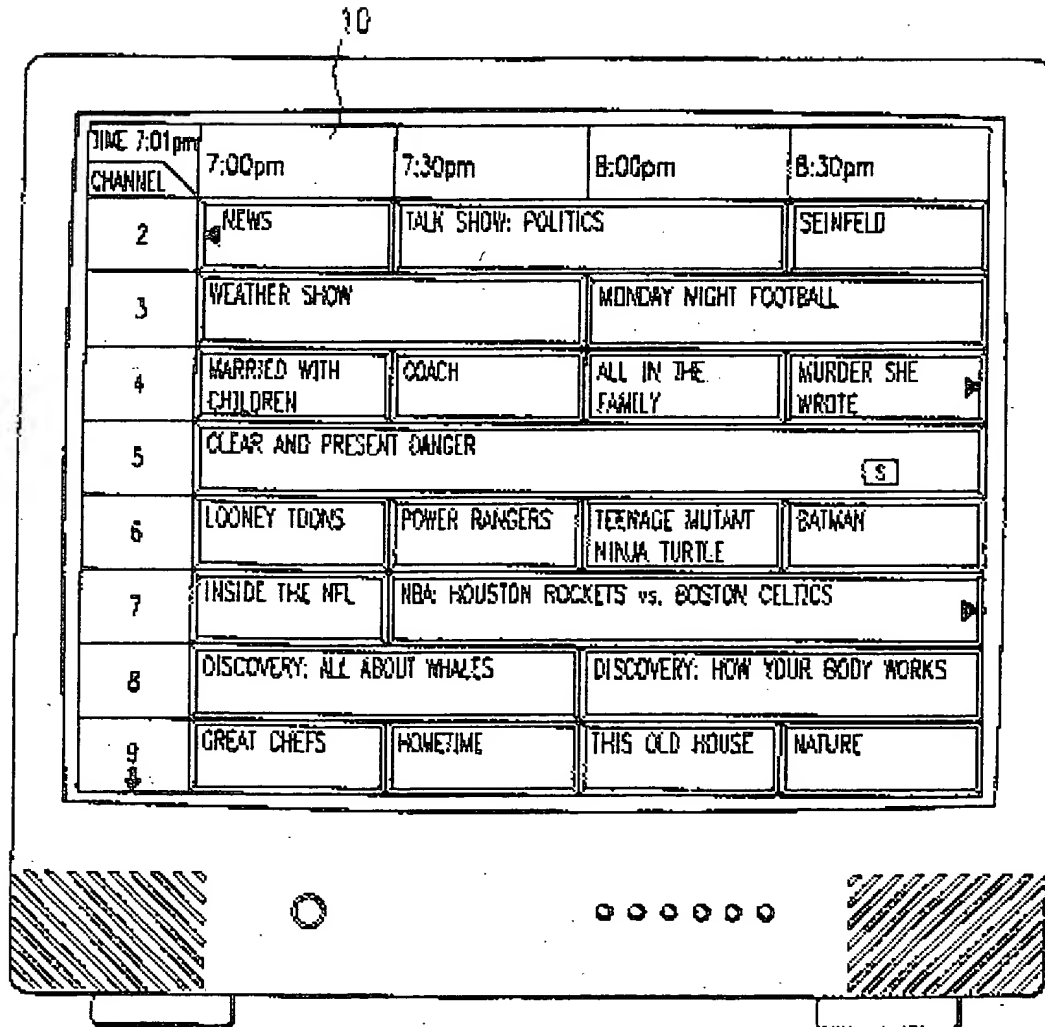 10
TIME 7:01pm
CHANNEL
7:00pm
7:30pm
8:00pm
8:30pm
2
NEWS
TALK SHOW: POLITICS
SEINFELD
3
WEATHER SHOW
MONDAY NIGHT FOOTBALL
4
MARRIED WITH
CHILDREN
COACH
ALL IN THE
FAMILY
MURDER SHE
WROTE
5
CLEAR AND PRESENT DANGER
S
6
LOONEY TOONS
POWER RANGERS
TEENAGE MUTANT
NINJA TURTLE
BATMAN
7
INSIDE THE NFL
NBA: HOUSTON ROCKETS vs. BOSTON CELTICS
8
DISCOVERY: ALL ABOUT WHALES
DISCOVERY: HOW YOUR BODY WORKS
9
GREAT CHEFS
HOMETIME
THIS OLD HOUSE
NATURE